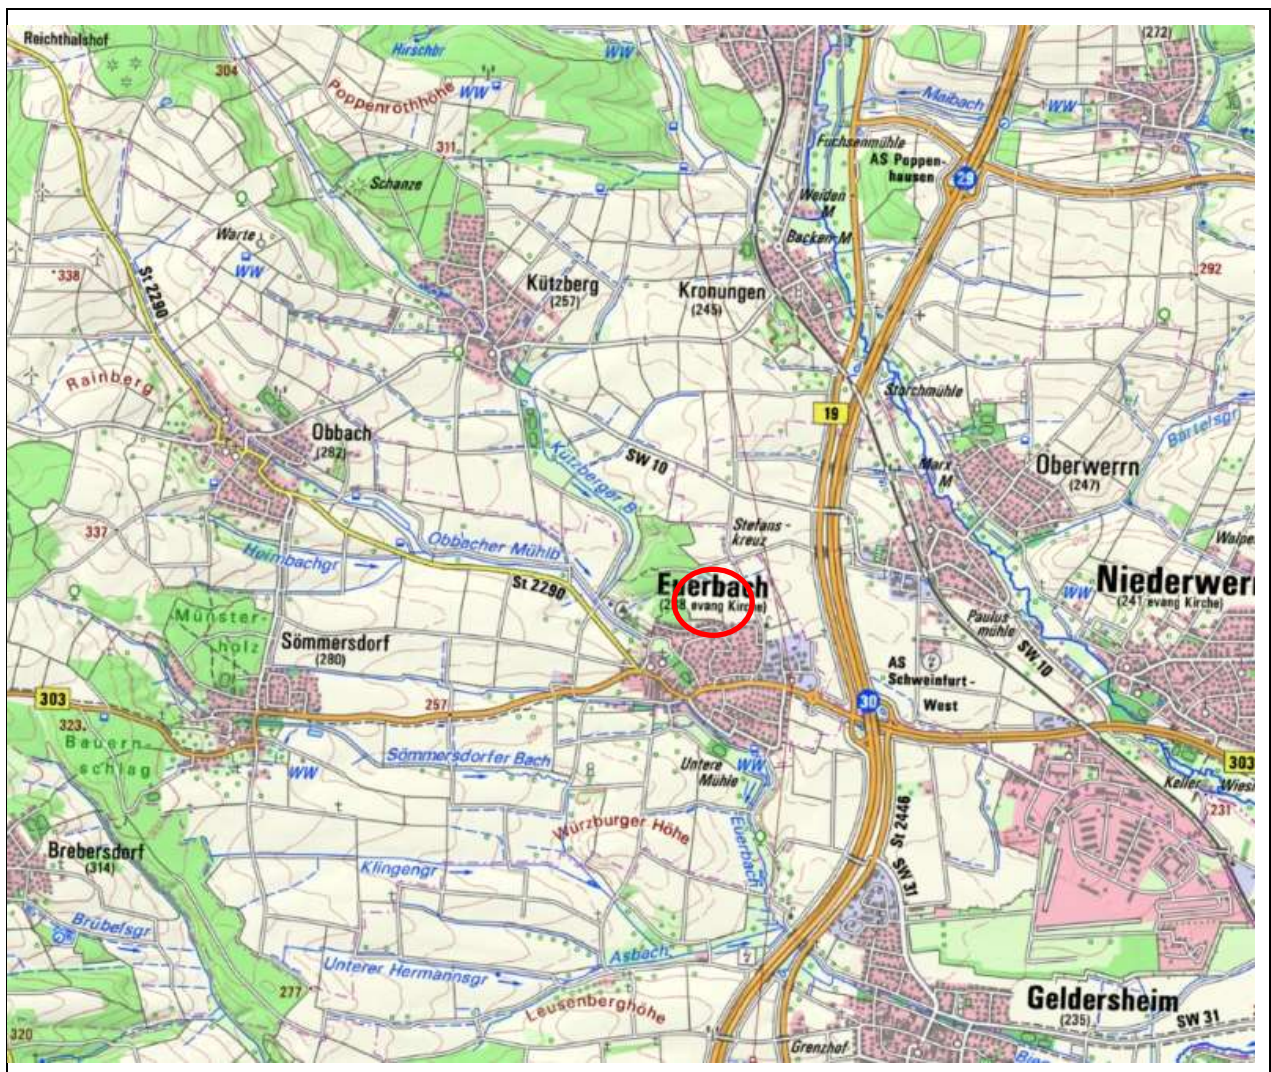 Reichthalshof
304
Hirschbr
WW
(272)
Poppenrothhöhe
WW
Maibach
WW
311
Fuchsenmühle
AS Poppen-
hausen
29
Schanze
Weiden-
M
Warte
WW
Backen-M
338
St 2290
Kützberg
(257)
Kronungen
(245)
292
Rainberg
Storchmühle
19
Obbach
(282)
Bartelsgr
SW 10
Kützberger B
Marx
M
Oberwerrn
(247)
337
Stefans-
kreuz
Obbacher Mühlb
Heimbachgr
St 2290
Euerbach
evang Kirche)
WW
Niederwerrn
(241 evang Kirche)
Münster-
holz
Sömmersdorf
(280)
Paulus
mühle
SW 10
AS
Schweinfurt-
West
303
257
30
323
Bauern-
schlag
Sömmersdorfer Bach
WW
Untere
Mühle
WW
303
Keller
231
Würzburger Höhe
Euerbach
St 2446
SW 31
Brebersdorf
(314)
Klingengr
Brübelsgr
Asbach
Unterer Hermannsgr
277
Leusenberghöhe
Geldersheim
(235)
SW 31
320
Grenzhof